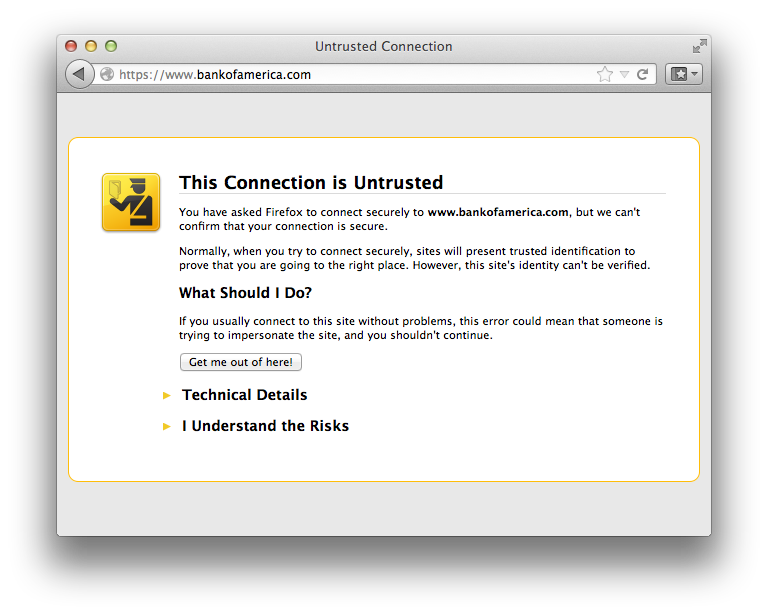 Untrusted Connection
https://www.bankofamerica.com
This Connection is Untrusted
You have asked Firefox to connect securely to www.bankofamerica.com, but we can't
confirm that your connection is secure.
Normally, when you try to connect securely, sites will present trusted identification to
prove that you are going to the right place. However, this site's identity can't be verified.
What Should I Do?
If you usually connect to this site without problems, this error could mean that someone is
trying to impersonate the site, and you shouldn't continue.
Get me out of here!
Technical Details
I Understand the Risks